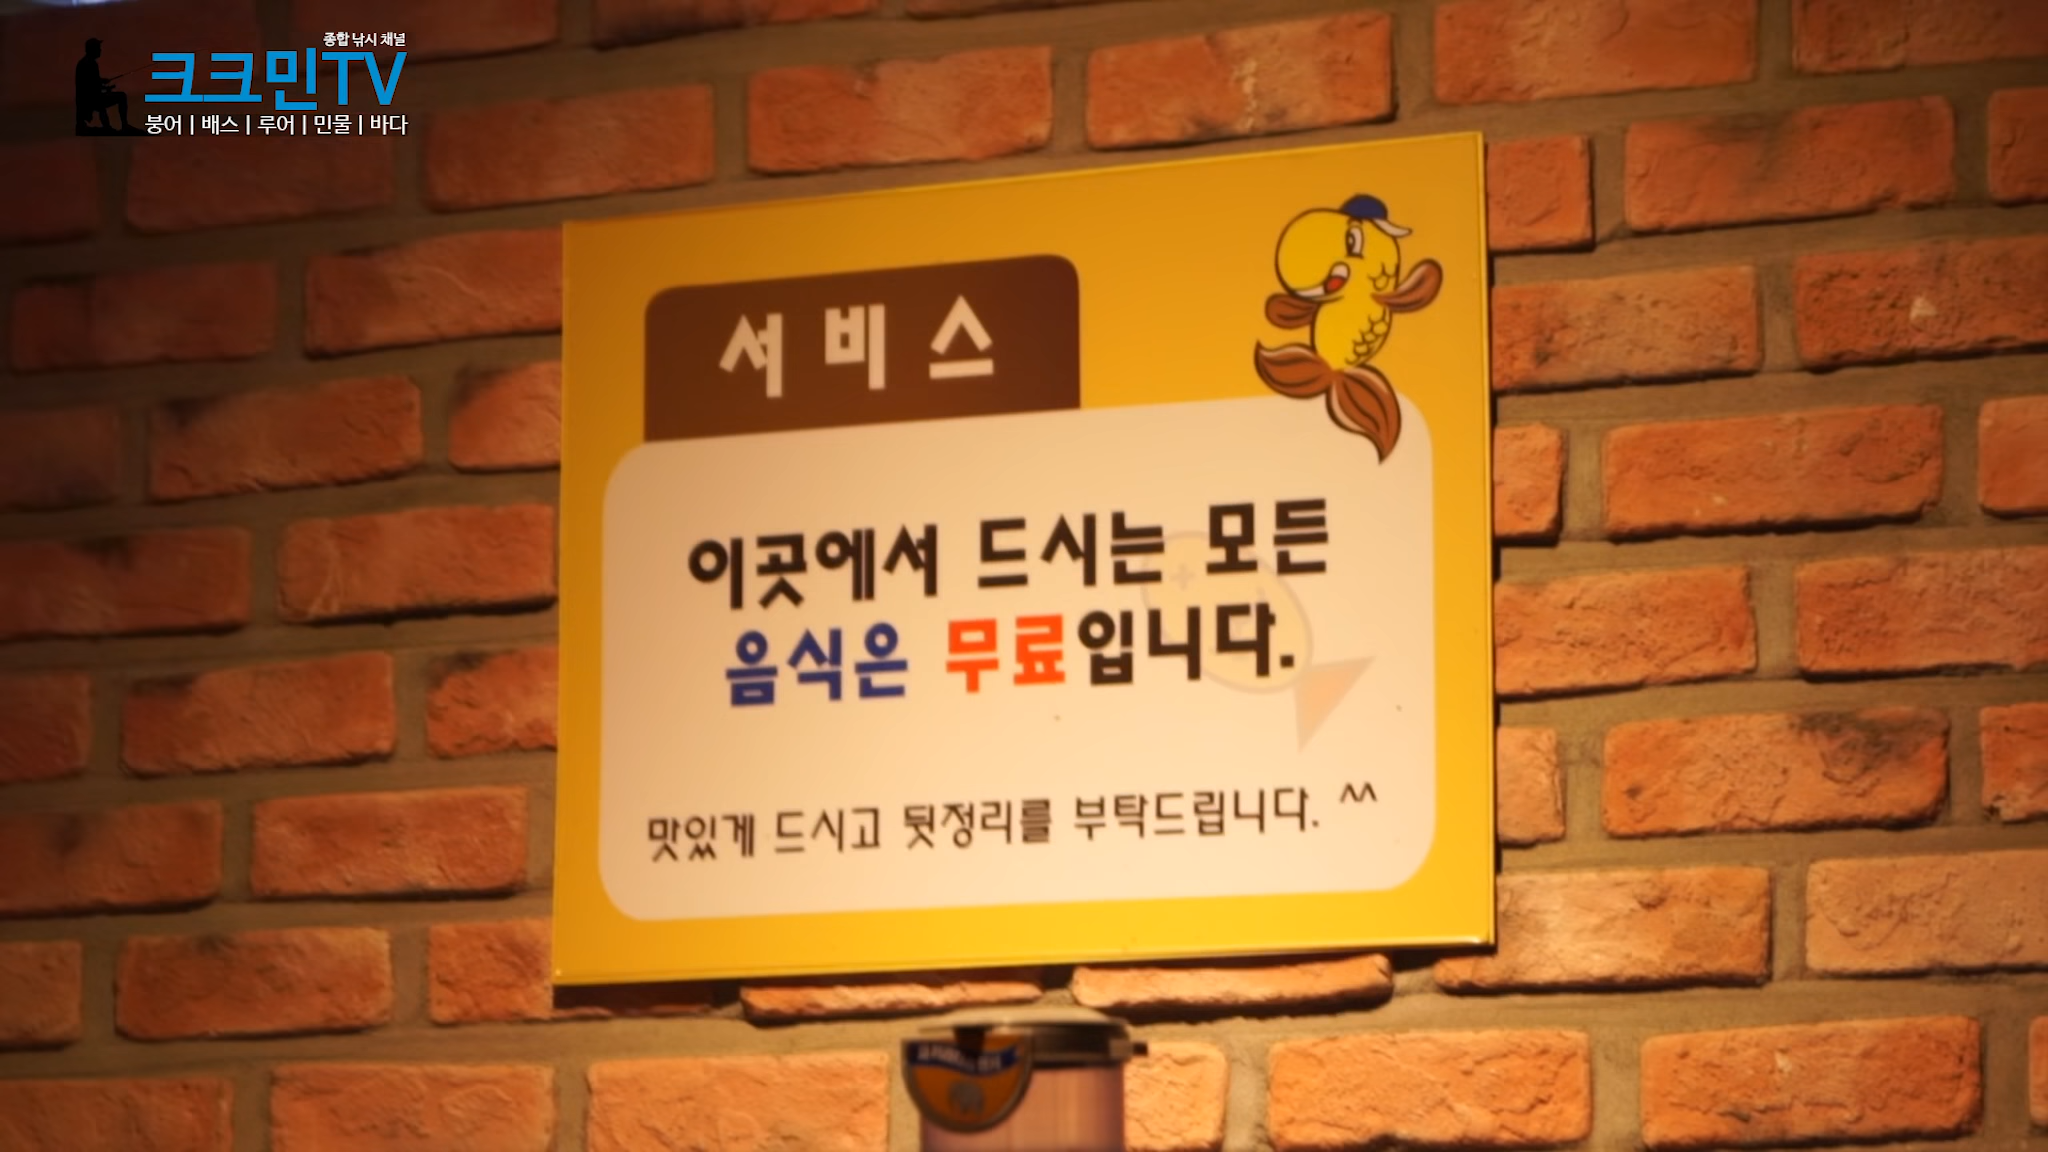 종합 낚시 채널
크크민TV
붕어 | 배스 | 루어 | 민물 | 바다
서비스
이곳에서 드시는 모든
음식은 무료입니다.
맛있게 드시고 뒷정리를 부탁드립니다. ^^